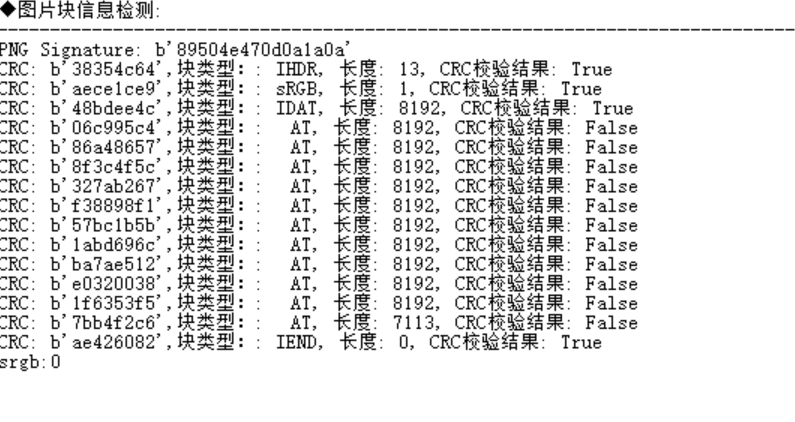 ◆图片块信息检测:
--------------------------------------------------------------------------------
PNG Signature: b'89504e470d0a1a0a'
CRC: b'38354c64',块类型：: IHDR, 长度: 13, CRC校验结果: True
CRC: b'aece1ce9',块类型：: sRGB, 长度: 1, CRC校验结果: True
CRC: b'48bdee4c',块类型：: IDAT, 长度: 8192, CRC校验结果: True
CRC: b'06c995c4',块类型：:   AT, 长度: 8192, CRC校验结果: False
CRC: b'86a48657',块类型：:   AT, 长度: 8192, CRC校验结果: False
CRC: b'8f3c4f5c',块类型：:   AT, 长度: 8192, CRC校验结果: False
CRC: b'327ab267',块类型：:   AT, 长度: 8192, CRC校验结果: False
CRC: b'f38898f1',块类型：:   AT, 长度: 8192, CRC校验结果: False
CRC: b'57bc1b5b',块类型：:   AT, 长度: 8192, CRC校验结果: False
CRC: b'1abd696c',块类型：:   AT, 长度: 8192, CRC校验结果: False
CRC: b'ba7ae512',块类型：:   AT, 长度: 8192, CRC校验结果: False
CRC: b'e0320038',块类型：:   AT, 长度: 8192, CRC校验结果: False
CRC: b'1f6353f5',块类型：:   AT, 长度: 8192, CRC校验结果: False
CRC: b'7bb4f2c6',块类型：:   AT, 长度: 7113, CRC校验结果: False
CRC: b'ae426082',块类型：: IEND, 长度: 0, CRC校验结果: True
srgb:0